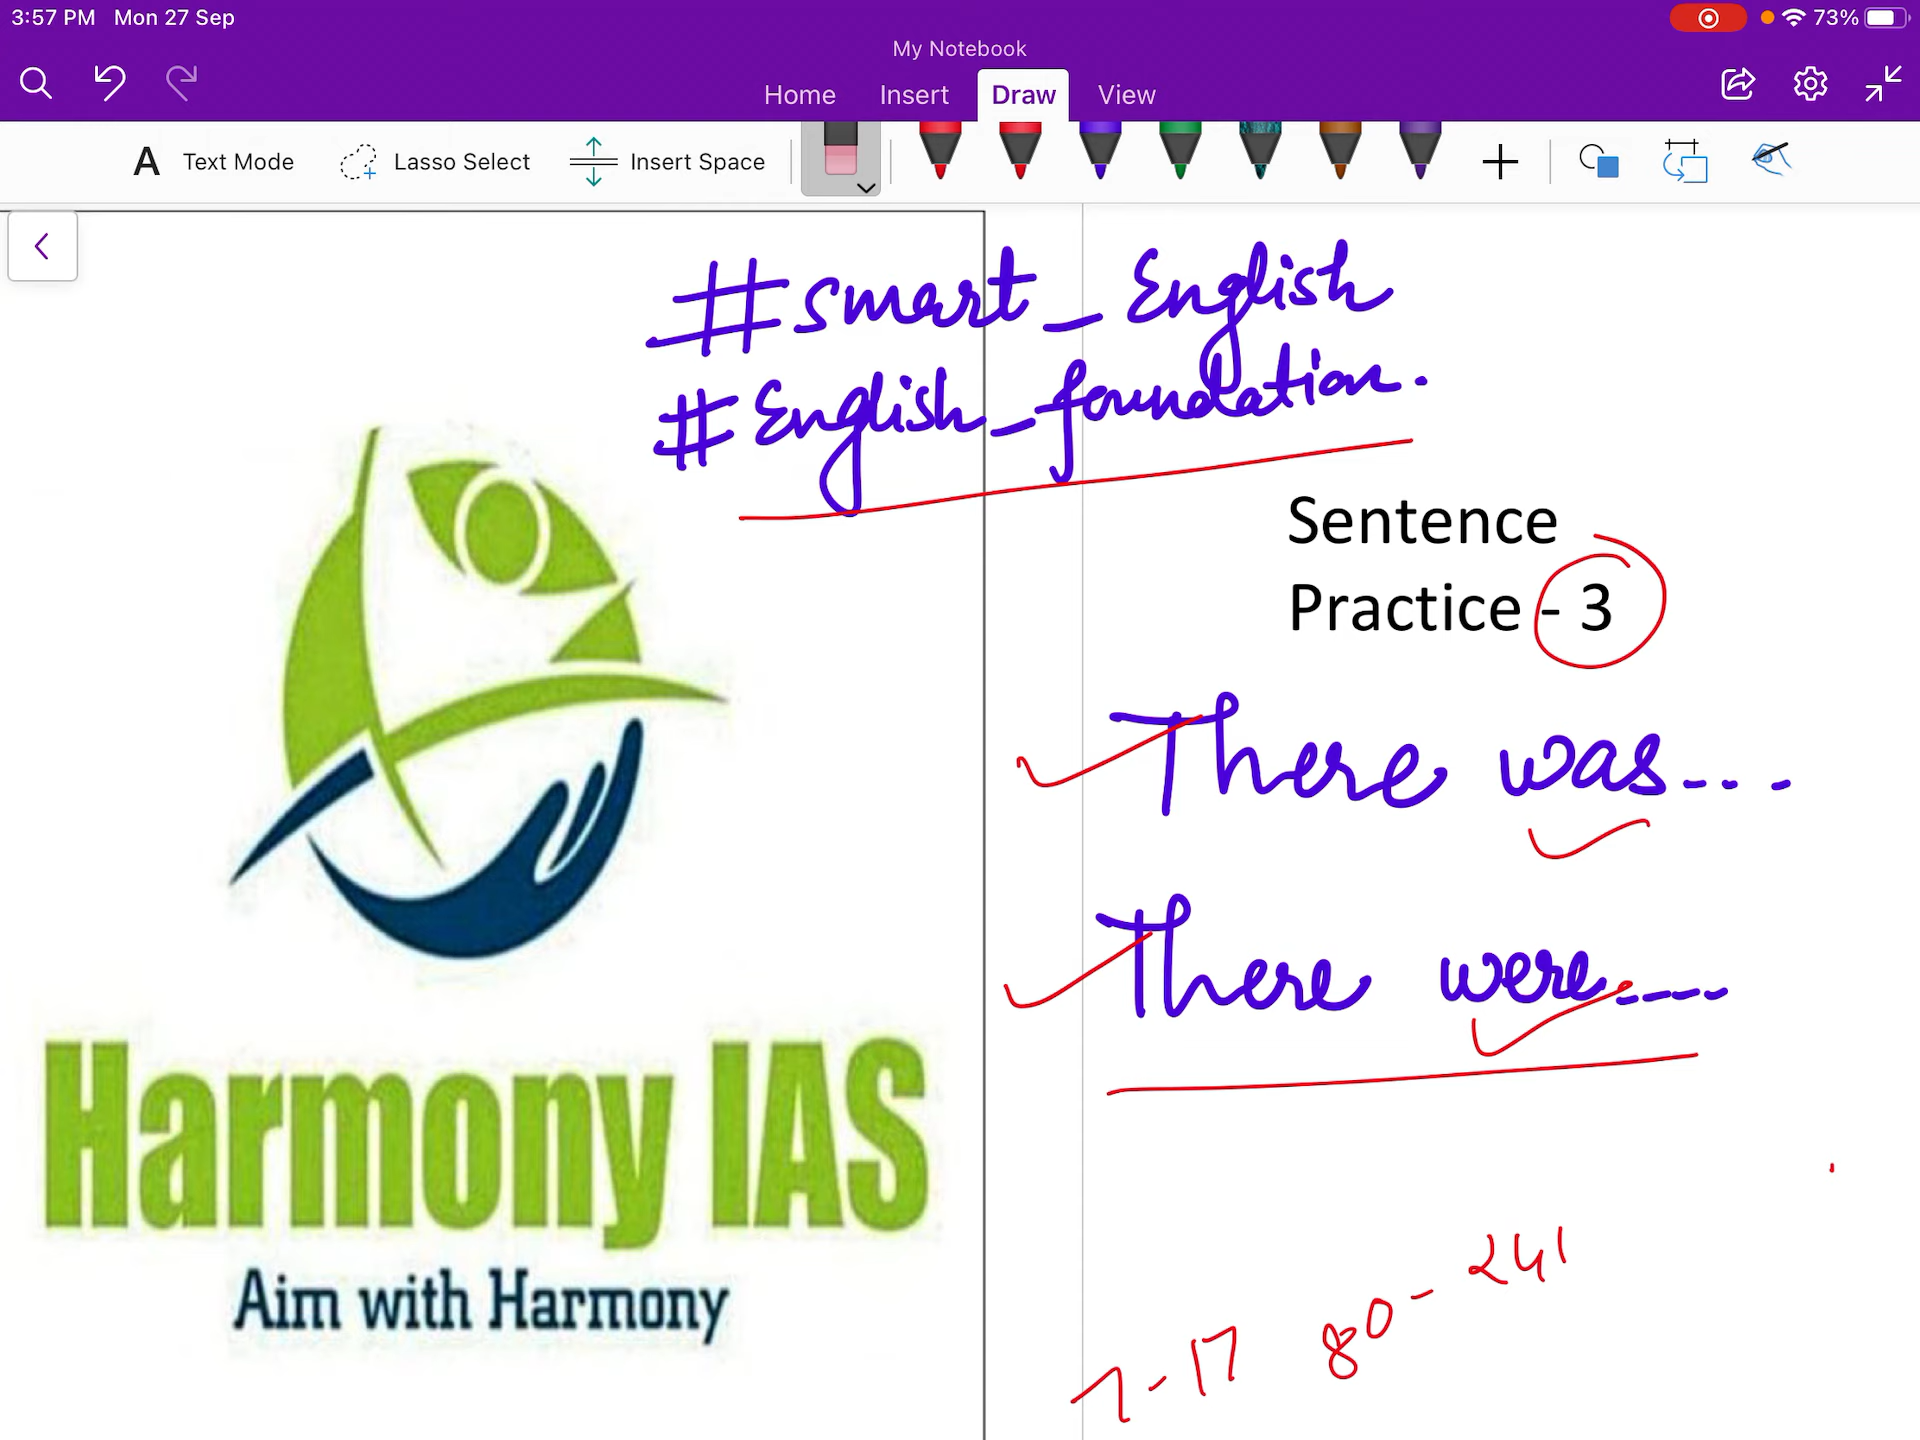 3:57 PM Mon 27 Sep
73%
My Notebook
Home Insert Draw View
A Text Mode Lasso Select Insert Space
#smart_English
#English_foundation.
Sentence
Practice - 3
There was...
There were....
Harmony IAS
Aim with Harmony
80 - 241
7-17